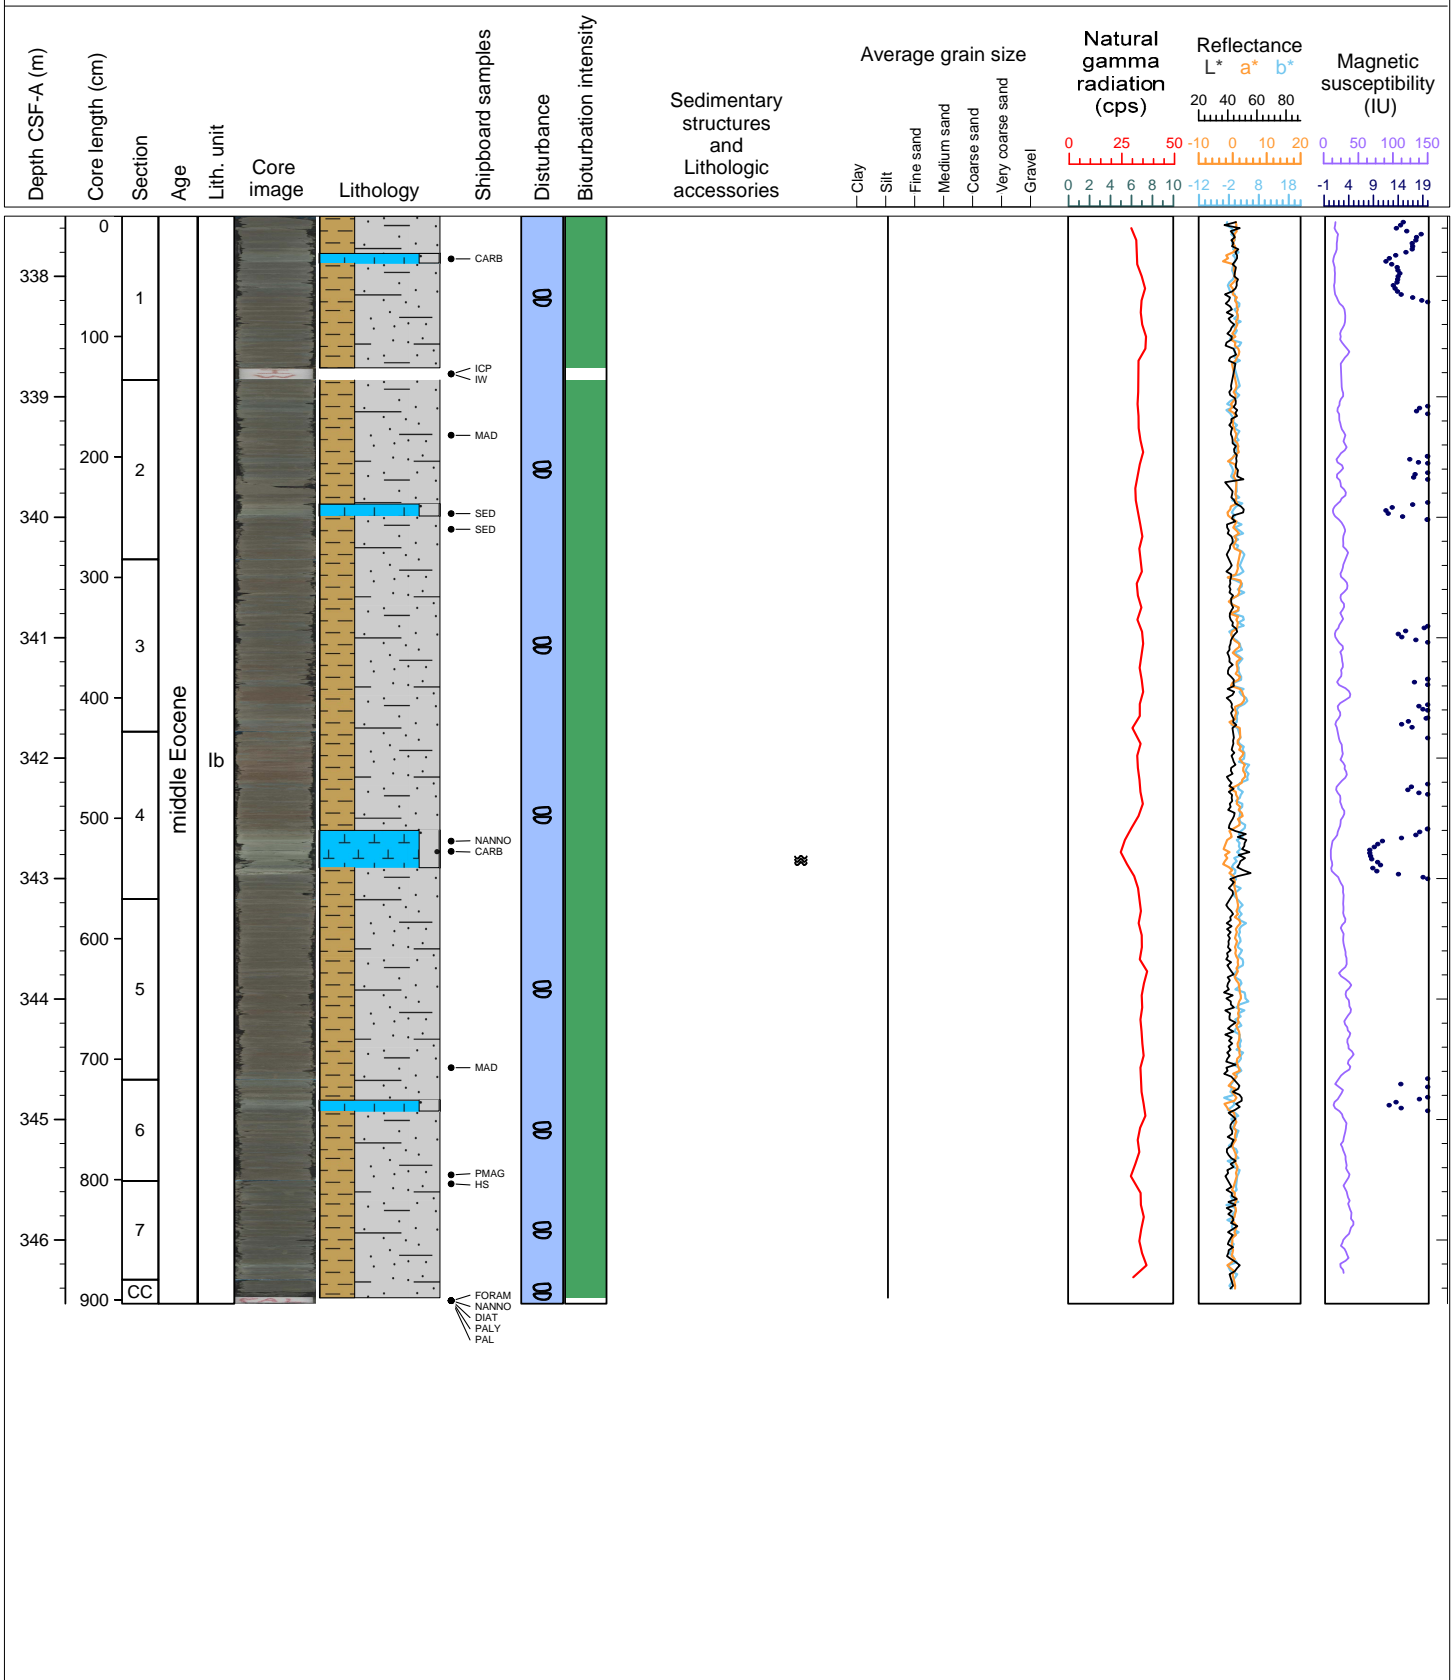 Depth CSF-A (m)
Core length (cm)
Section
Age
Lith. unit
Core
image
Lithology
Shipboard samples
Disturbance
Bioturbation intensity
Sedimentary
structures
and
Lithologic
accessories
Average grain size
Clay
Silt
Fine sand
Medium sand
Coarse sand
Very coarse sand
Gravel
Natural
gamma
radiation
(cps)
0 25 50
0 2 4 6 8 10
Reflectance
L* a* b*
20 40 60 80
-10 0 10 20
-12 -2 8 18
Magnetic
susceptibility
(IU)
0 50 100 150
-1 4 9 14 19
338
339
340
341
342
343
344
345
346
0
100
200
300
400
500
600
700
800
900
1
2
3
4
5
6
7
CC
middle Eocene
Ib
CARB
ICP
IW
MAD
SED
SED
NANNO
CARB
MAD
PMAG
HS
FORAM
NANNO
DIAT
PALY
PAL